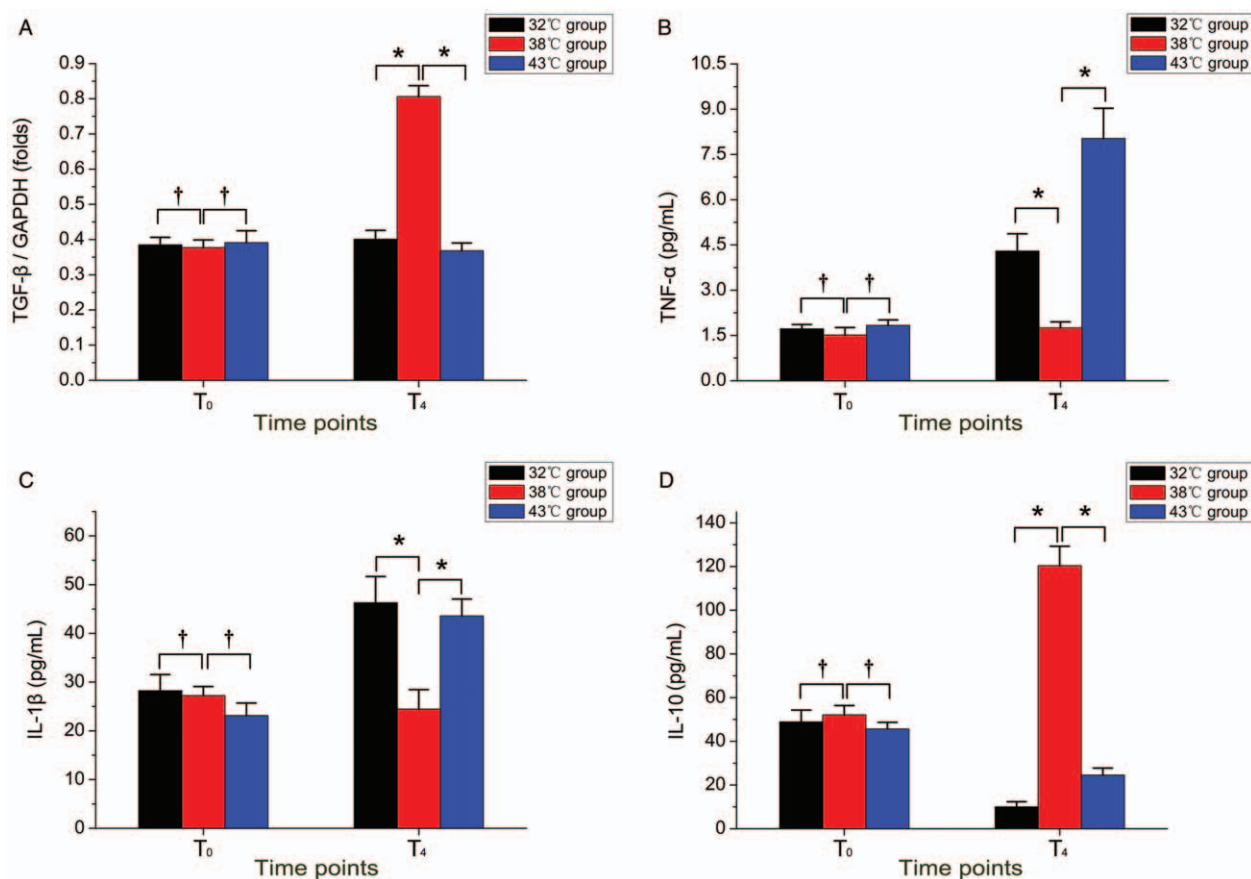 A
32℃ group
38℃ group
43℃ group
TGF-β / GAPDH (folds)
0.9
0.8
0.7
0.6
0.5
0.4
0.3
0.2
0.1
0.0
† †
* *
T₀ T₄
Time points
B
32℃ group
38℃ group
43℃ group
TNF-α (pg/mL)
10.5
9.0
7.5
6.0
4.5
3.0
1.5
0.0
† †
* *
T₀ T₄
Time points
C
32℃ group
38℃ group
43℃ group
IL-1β (pg/mL)
60
50
40
30
20
10
0
† †
* *
T₀ T₄
Time points
D
32℃ group
38℃ group
43℃ group
IL-10 (pg/mL)
140
120
100
80
60
40
20
0
† †
* *
T₀ T₄
Time points